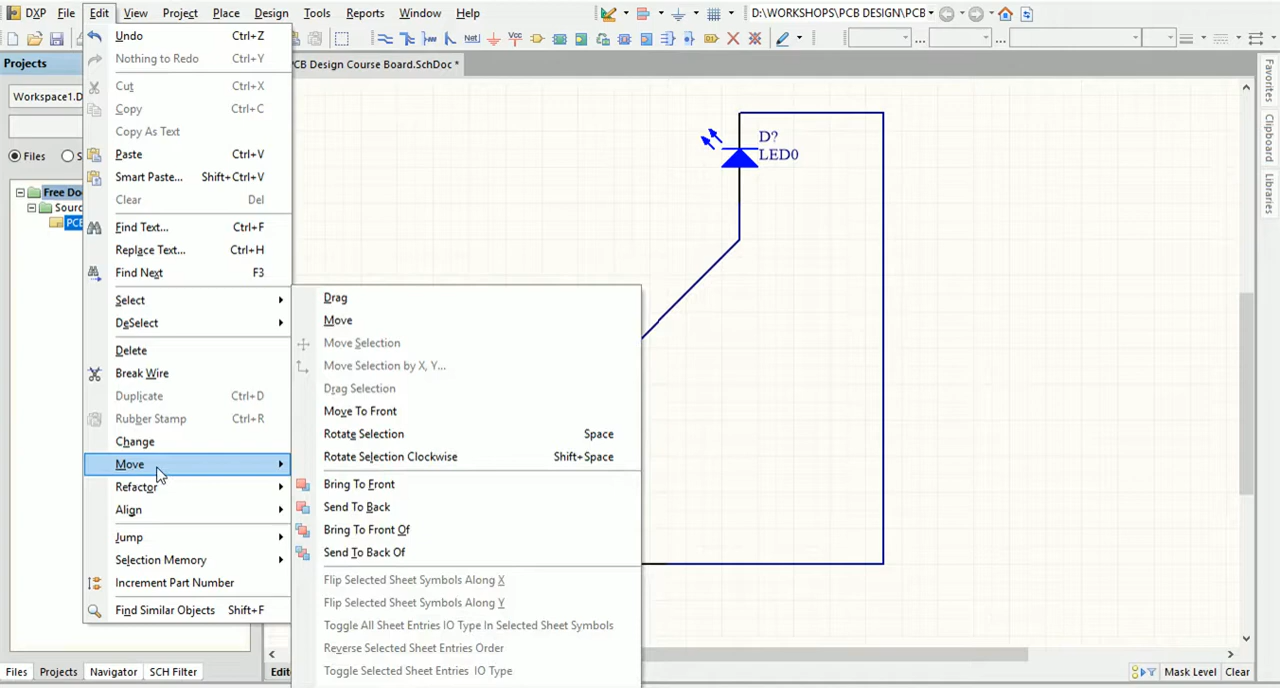 DXP File Edit View Project Place Design Tools Reports Window Help D:\WORKSHOPS\PCB DESIGN\PCB
Net Vcc
Projects
CB Design Course Board.SchDoc *
Workspace1.D
Files S
Free Do
Sourc
PCB
Undo Ctrl+Z
Nothing to Redo Ctrl+Y
Cut Ctrl+X
Copy Ctrl+C
Copy As Text
Paste Ctrl+V
Smart Paste... Shift+Ctrl+V
Clear Del
Find Text... Ctrl+F
Replace Text... Ctrl+H
Find Next F3
Select
DeSelect
Delete
Break Wire
Duplicate Ctrl+D
Rubber Stamp Ctrl+R
Change
Move
Refactor
Align
Jump
Selection Memory
Increment Part Number
Find Similar Objects Shift+F
Drag
Move
Move Selection
Move Selection by X, Y...
Drag Selection
Move To Front
Rotate Selection Space
Rotate Selection Clockwise Shift+Space
Bring To Front
Send To Back
Bring To Front Of
Send To Back Of
Flip Selected Sheet Symbols Along X
Flip Selected Sheet Symbols Along Y
Toggle All Sheet Entries IO Type In Selected Sheet Symbols
Reverse Selected Sheet Entries Order
Toggle Selected Sheet Entries IO Type
D?
LED0
Favorites
Clipboard
Libraries
Files Projects Navigator SCH Filter Edit Mask Level Clear